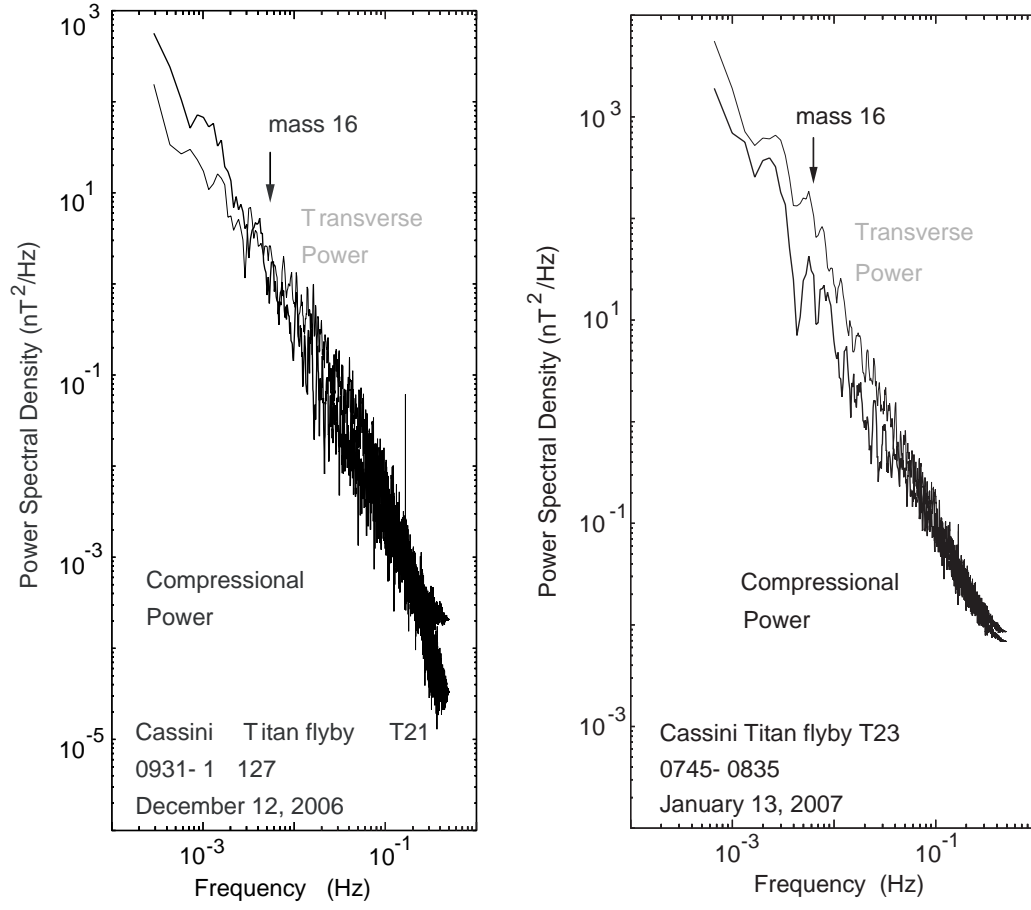 10^3
10^1
10^-1
10^-3
10^-5
Power Spectral Density (nT^2/Hz)
mass 16
Transverse
Power
Compressional
Power
Cassini Titan flyby T21
0931- 1 127
December 12, 2006
10^-3 10^-1
Frequency (Hz)
10^3
10^1
10^-1
10^-3
Power Spectral Density (nT^2/Hz)
mass 16
Transverse
Power
Compressional
Power
Cassini Titan flyby T23
0745- 0835
January 13, 2007
10^-3 10^-1
Frequency (Hz)